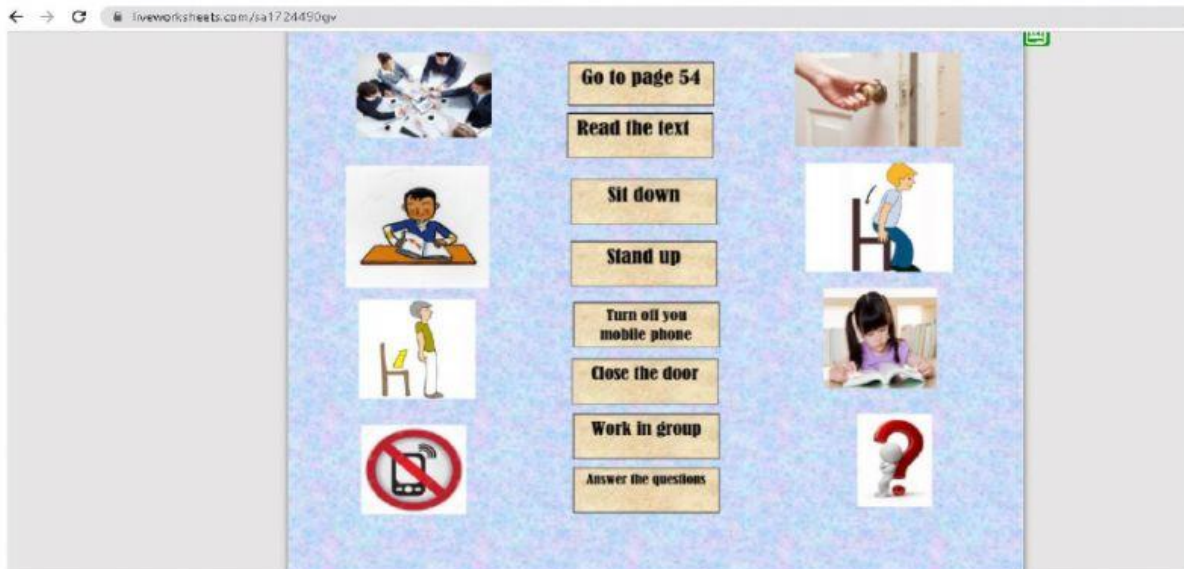 liveworksheets.com/sa1724490gv
Go to page 54
Read the text
Sit down
Stand up
Turn off you
mobile phone
Close the door
Work in group
Answer the questions